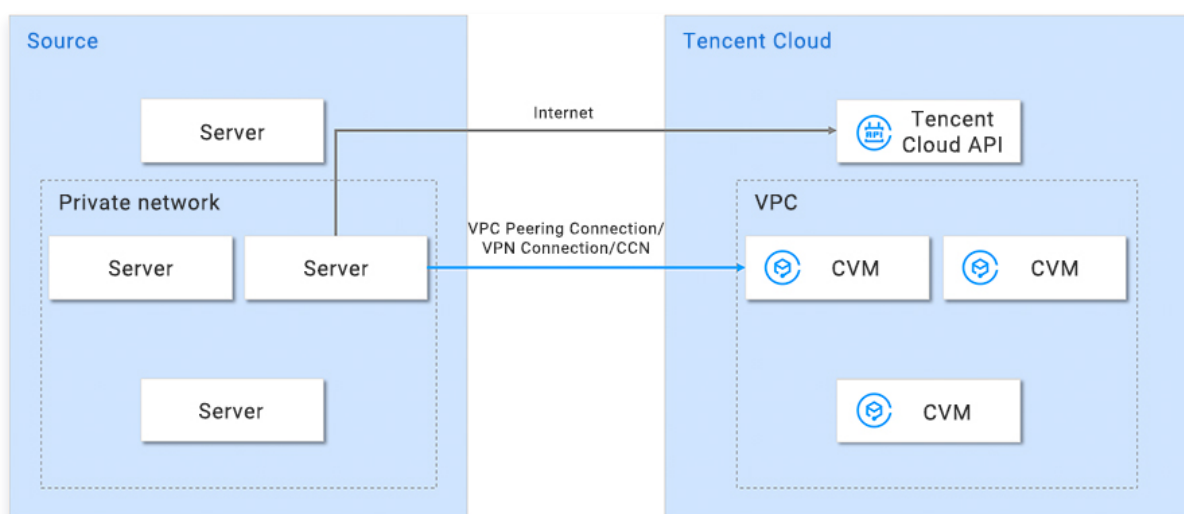 Source
Tencent Cloud
Server
Internet
API
Tencent
Cloud API
Private network
VPC
Server
Server
VPC Peering Connection/
VPN Connection/CCN
CVM
CVM
Server
CVM